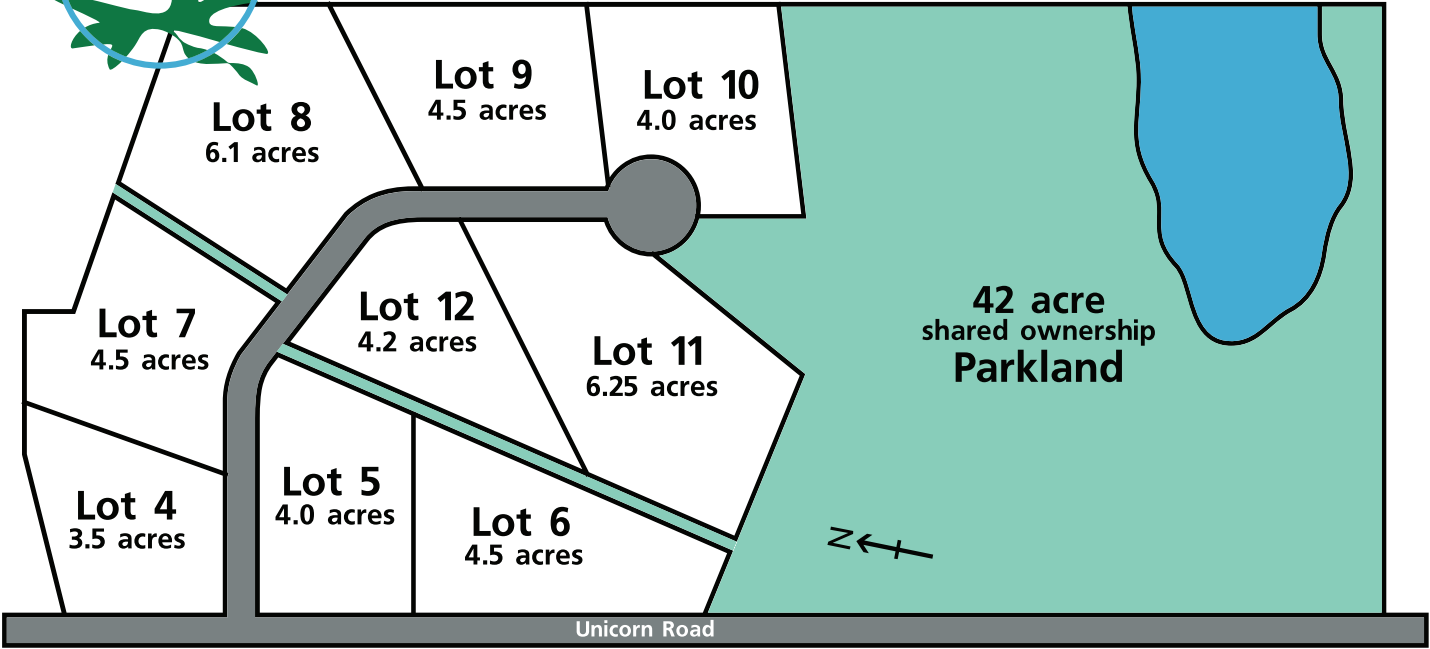 Lot 8
6.1 acres
Lot 9
4.5 acres
Lot 10
4.0 acres
Lot 7
4.5 acres
Lot 12
4.2 acres
Lot 11
6.25 acres
42 acre
shared ownership
Parkland
Lot 4
3.5 acres
Lot 5
4.0 acres
Lot 6
4.5 acres
N
Unicorn Road